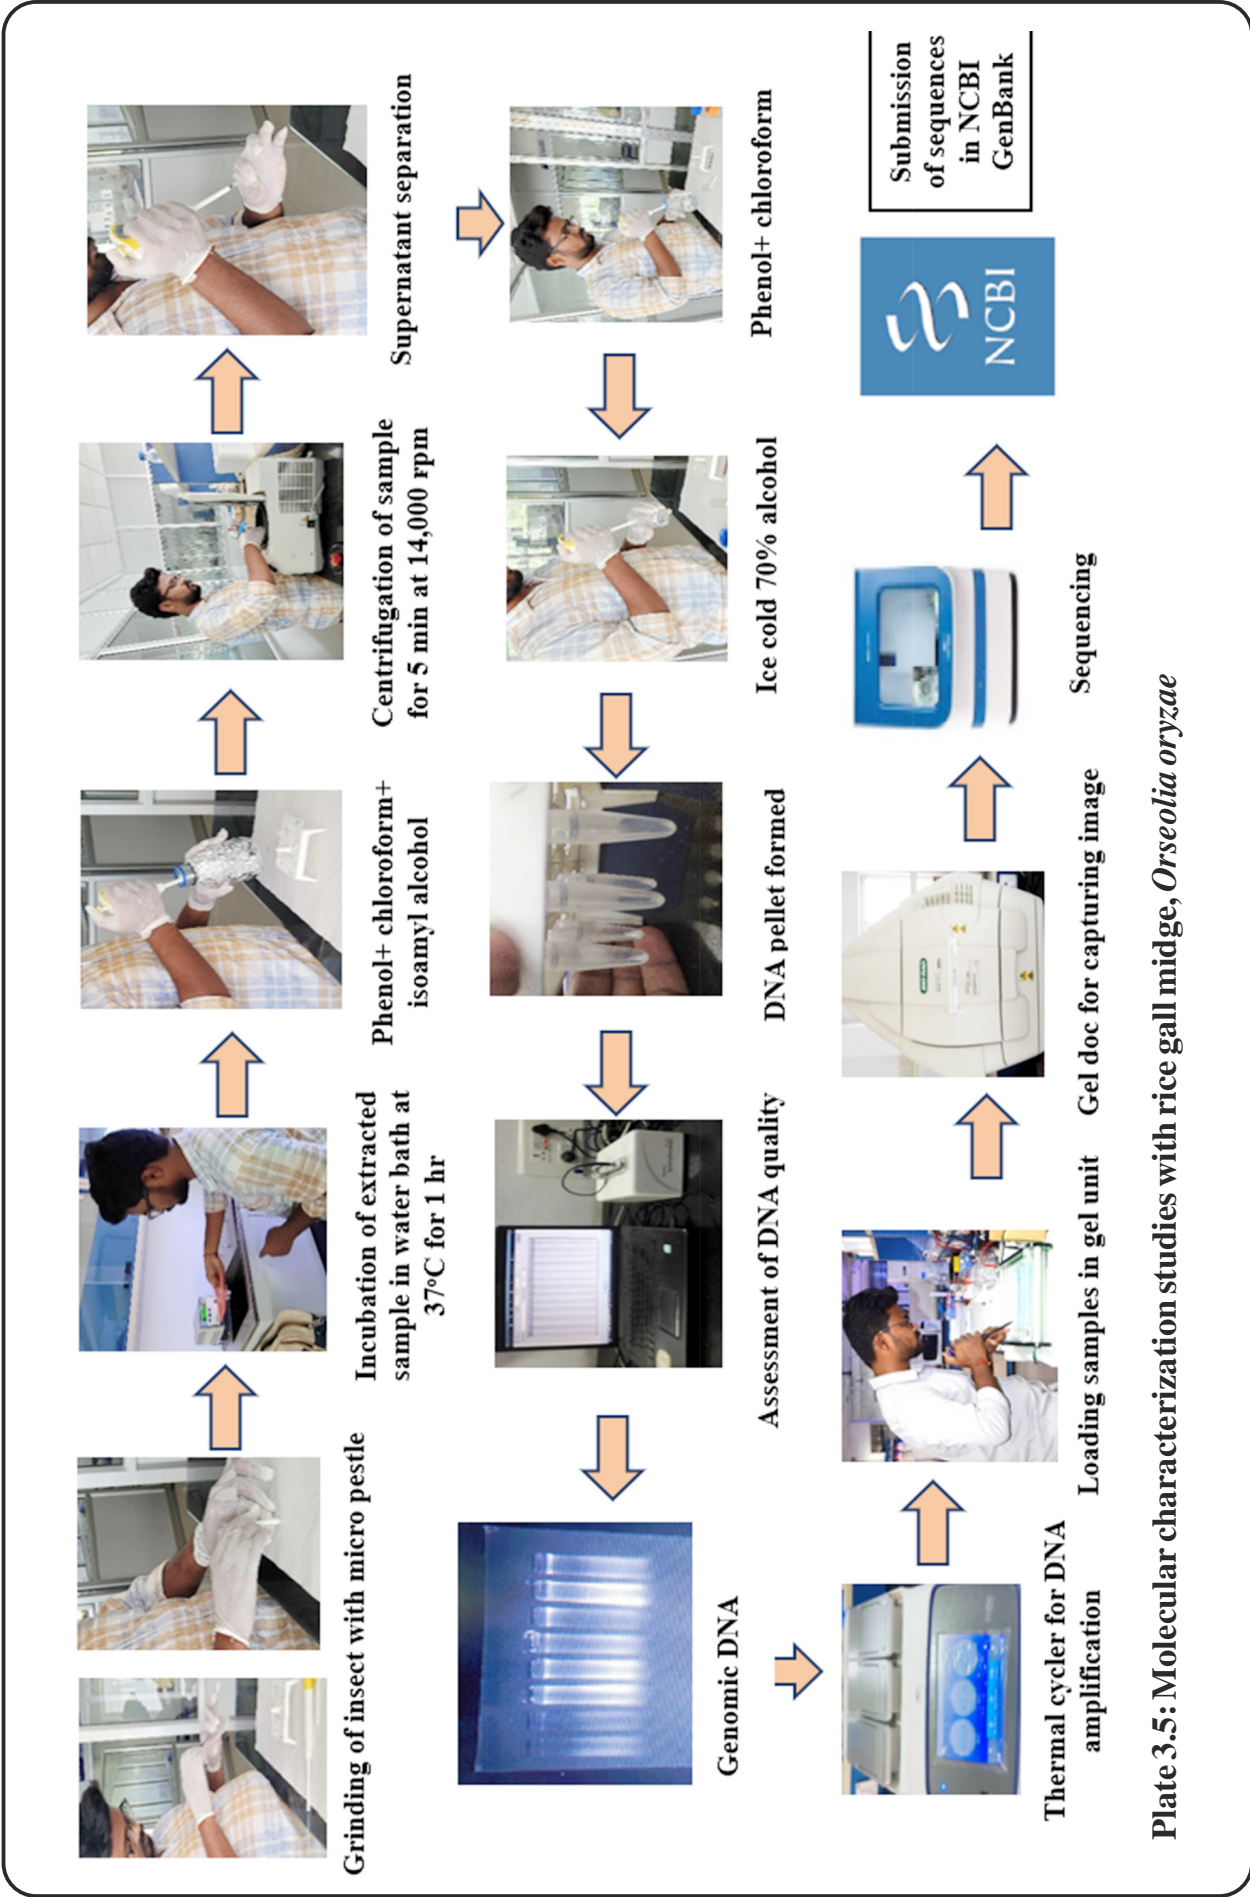 Grinding of insect with micro pestle
Incubation of extracted
sample in water bath at
37°C for 1 hr
Phenol+ chloroform+
isoamyl alcohol
Centrifugation of sample
for 5 min at 14,000 rpm
Supernatant separation
Phenol+ chloroform
Ice cold 70% alcohol
DNA pellet formed
Assessment of DNA quality
Genomic DNA
Thermal cycler for DNA
amplification
Loading samples in gel unit
Gel doc for capturing image
Sequencing
NCBI
Submission
of sequences
in NCBI
GenBank
Plate 3.5: Molecular characterization studies with rice gall midge, Orseolia oryzae